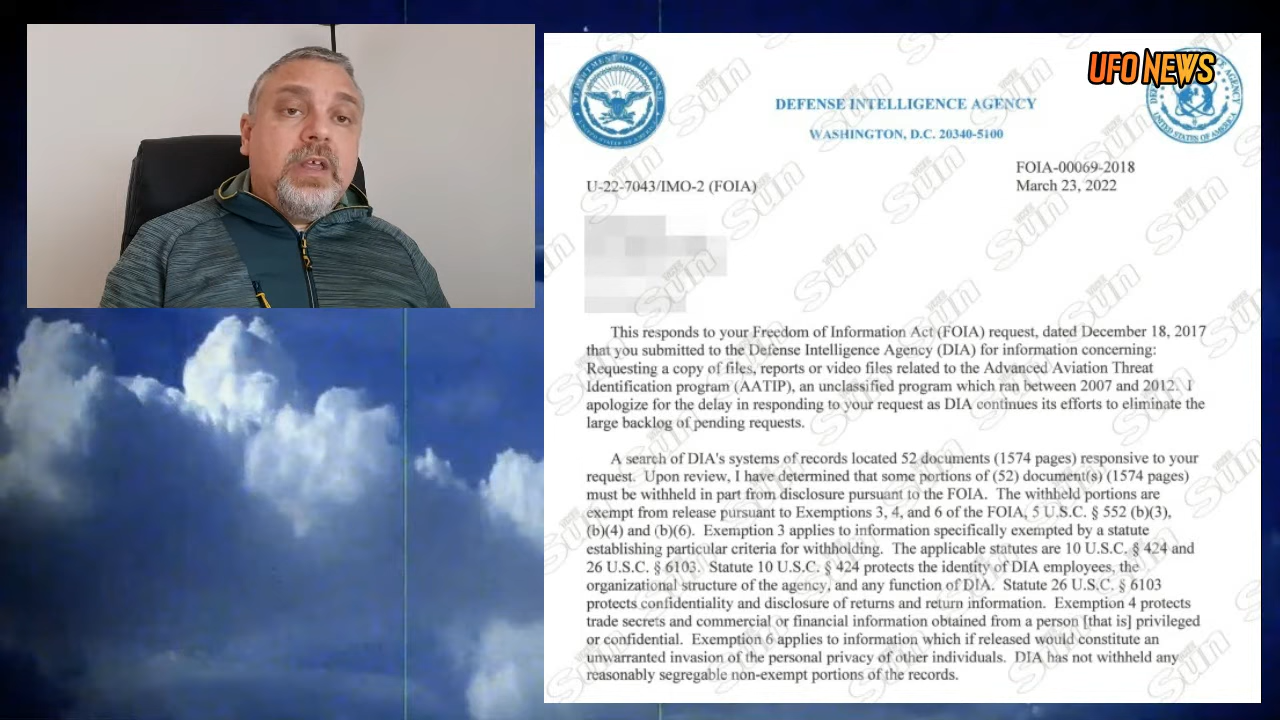 UFO NEWS
DEFENSE INTELLIGENCE AGENCY
WASHINGTON, D.C. 20340-5100
FOIA-00069-2018
U-22-7043/IMO-2 (FOIA)
March 23, 2022
This responds to your Freedom of Information Act (FOIA) request, dated December 18, 2017
that you submitted to the Defense Intelligence Agency (DIA) for information concerning:
Requesting a copy of files, reports or video files related to the Advanced Aviation Threat
Identification program (AATIP), an unclassified program which ran between 2007 and 2012. I
apologize for the delay in responding to your request as DIA continues its efforts to eliminate the
large backlog of pending requests.
A search of DIA's systems of records located 52 documents (1574 pages) responsive to your
request. Upon review, I have determined that some portions of (52) document(s) (1574 pages)
must be withheld in part from disclosure pursuant to the FOIA. The withheld portions are
exempt from release pursuant to Exemptions 3, 4, and 6 of the FOIA, 5 U.S.C. § 552 (b)(3),
(b)(4) and (b)(6). Exemption 3 applies to information specifically exempted by a statute
establishing particular criteria for withholding. The applicable statutes are 10 U.S.C. § 424 and
26 U.S.C. § 6103. Statute 10 U.S.C. § 424 protects the identity of DIA employees, the
organizational structure of the agency, and any function of DIA. Statute 26 U.S.C. § 6103
protects confidentiality and disclosure of returns and return information. Exemption 4 protects
trade secrets and commercial or financial information obtained from a person [that is] privileged
or confidential. Exemption 6 applies to information which if released would constitute an
unwarranted invasion of the personal privacy of other individuals. DIA has not withheld any
reasonably segregable non-exempt portions of the records.